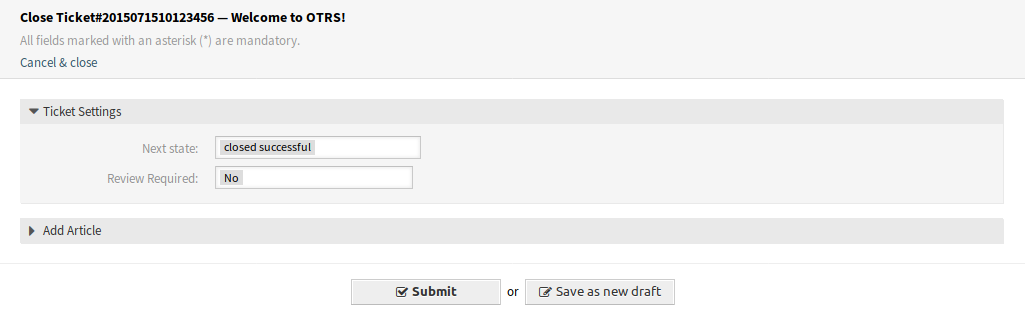 Close Ticket#2015071510123456 — Welcome to OTRS!
All fields marked with an asterisk (*) are mandatory.
Cancel & close
Ticket Settings
Next state: closed successful
Review Required: No
Add Article
Submit or Save as new draft